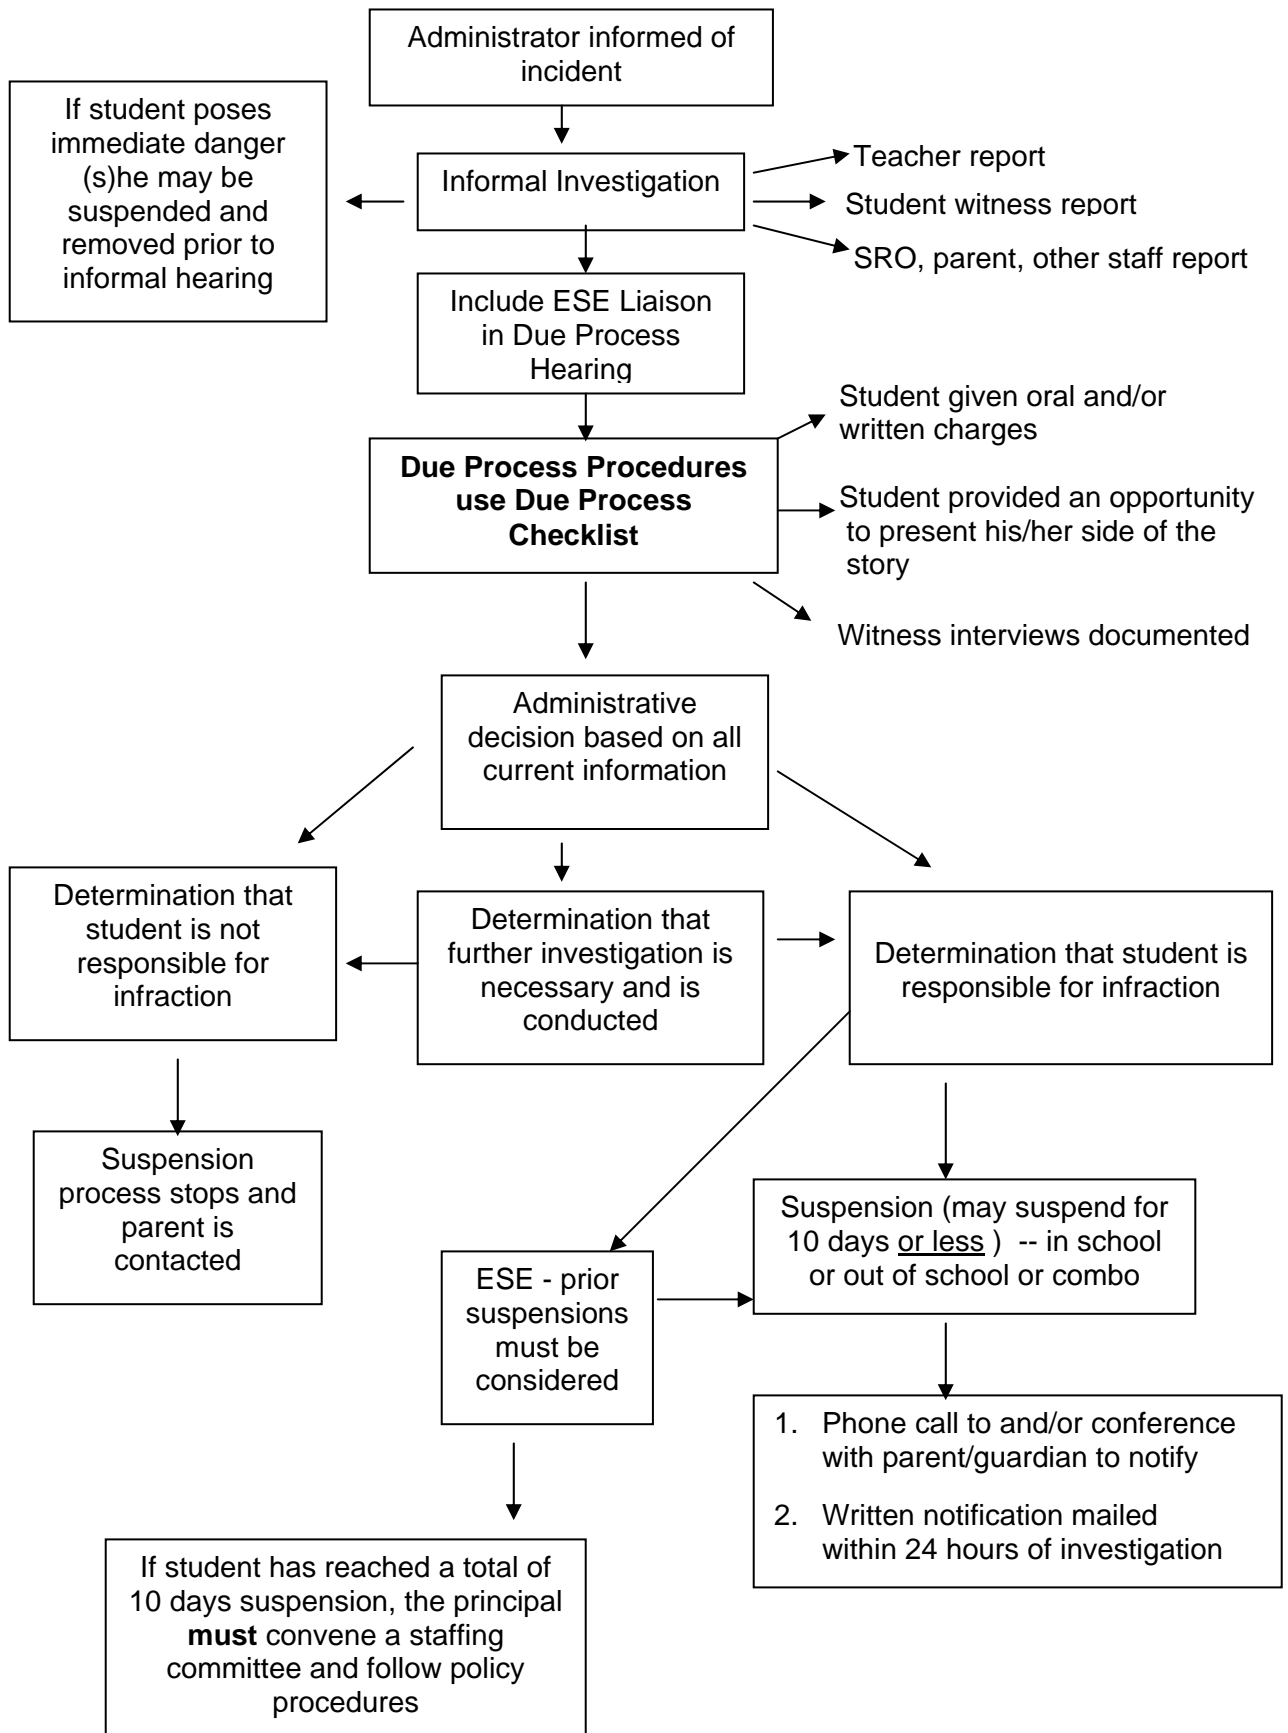 Administrator informed of
incident
If student poses
immediate danger
(s)he may be
suspended and
removed prior to
informal hearing
Informal Investigation
Teacher report
Student witness report
SRO, parent, other staff report
Include ESE Liaison
in Due Process
Hearing
Due Process Procedures
use Due Process
Checklist
Student given oral and/or
written charges
Student provided an opportunity
to present his/her side of the
story
Witness interviews documented
Administrative
decision based on all
current information
Determination that
student is not
responsible for
infraction
Determination that
further investigation is
necessary and is
conducted
Determination that student is
responsible for infraction
Suspension
process stops and
parent is
contacted
Suspension (may suspend for
10 days or less ) -- in school
or out of school or combo
ESE - prior
suspensions
must be
considered
1. Phone call to and/or conference
with parent/guardian to notify
2. Written notification mailed
within 24 hours of investigation
If student has reached a total of
10 days suspension, the principal
must convene a staffing
committee and follow policy
procedures